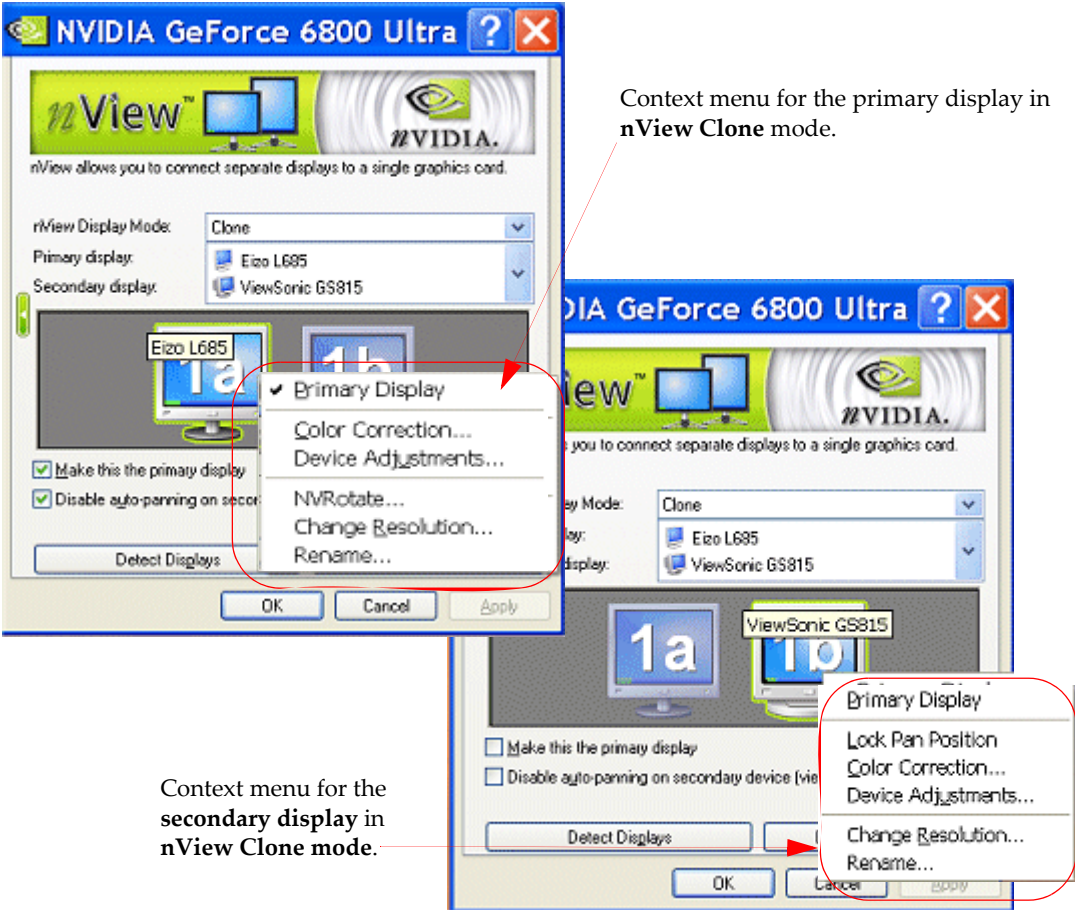 NVIDIA GeForce 6800 Ultra
nView™
NVIDIA.
nView allows you to connect separate displays to a single graphics card.
nView Display Mode:
Clone
Primary display:
Eizo L685
Secondary display:
ViewSonic GS815
Eizo L685
1a
1b
Primary Display
Color Correction...
Device Adjustments...
NVRotate...
Change Resolution...
Rename...
Make this the primary display
Disable auto-panning on secon
Detect Displays
OK
Cancel
Apply
Context menu for the primary display in
nView Clone mode.
DIA GeForce 6800 Ultra
iew™
NVIDIA.
you to connect separate displays to a single graphics card.
ay Mode:
Clone
lay:
Eizo L685
display:
ViewSonic GS815
1a
ViewSonic GS815
1b
Primary Display
Lock Pan Position
Color Correction...
Device Adjustments...
Change Resolution...
Rename...
Make this the primary display
Disable auto-panning on secondary device (vie
Detect Displays
OK
Cancel
Apply
Context menu for the
secondary display in
nView Clone mode.